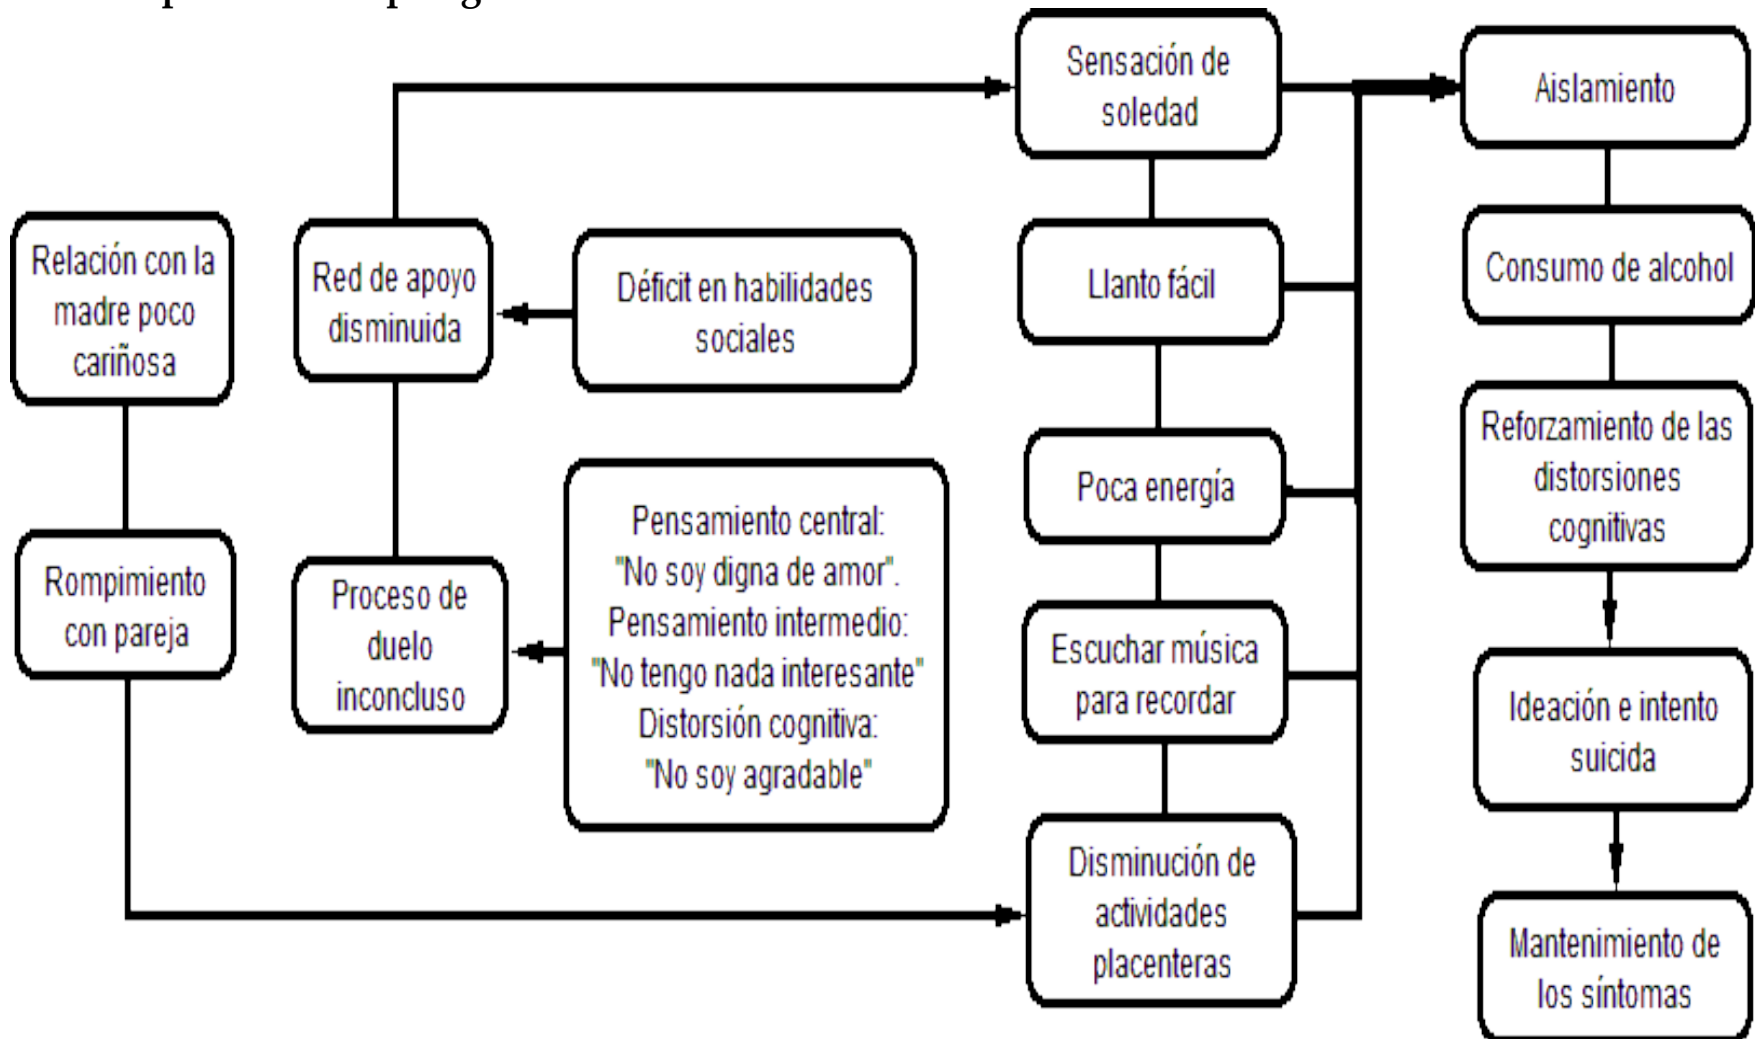 Relación con la
madre poco
cariñosa
Rompimiento
con pareja
Red de apoyo
disminuida
Proceso de
duelo
inconcluso
Déficit en habilidades
sociales
Pensamiento central:
"No soy digna de amor".
Pensamiento intermedio:
"No tengo nada interesante"
Distorsión cognitiva:
"No soy agradable"
Sensación de
soledad
Llanto fácil
Poca energía
Escuchar música
para recordar
Disminución de
actividades
placenteras
Aislamiento
Consumo de alcohol
Reforzamiento de las
distorsiones
cognitivas
Ideación e intento
suicida
Mantenimiento de
los síntomas